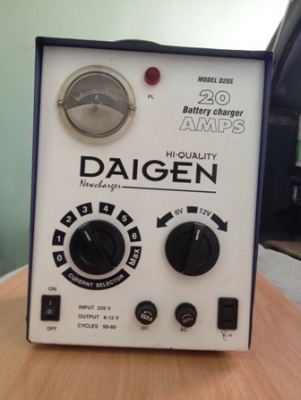 MODEL D20S
PL
20
Battery charger
AMPS
HI-QUALITY
DAIGEN
Newcharger
0 1 2 3 4 5 6 Max
CURERNT SELECTOR
6V 12V
ON
OFF
INPUT 220 V
OUTPUT 6-12 V
CYCLES 50-60
DC
AC